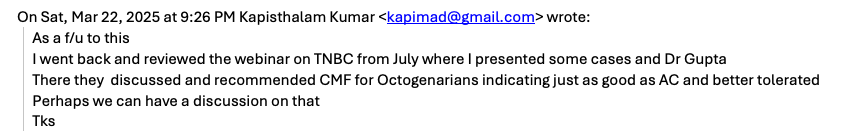 On Sat, Mar 22, 2025 at 9:26 PM Kapisthalam Kumar <kapimad@gmail.com> wrote:
As a f/u to this
I went back and reviewed the webinar on TNBC from July where I presented some cases and Dr Gupta
There they discussed and recommended CMF for Octogenarians indicating just as good as AC and better tolerated
Perhaps we can have a discussion on that
Tks